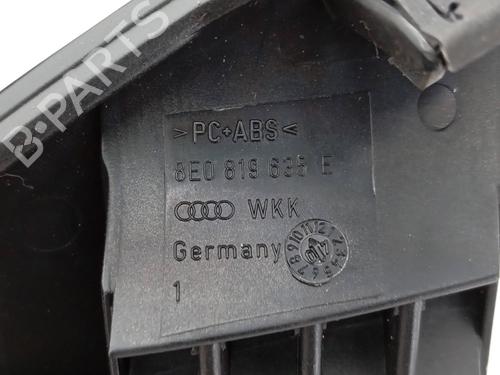 B-PARTS
>PC+ABS<
8E0 819 635 E
WKK
Germany
1